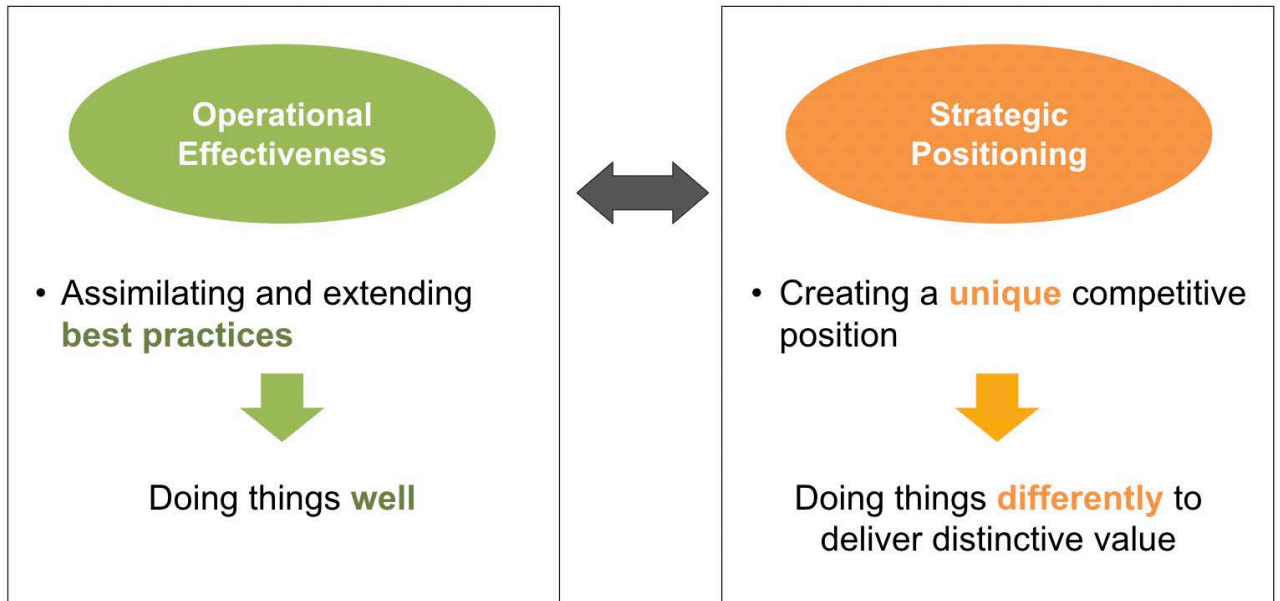 Operational
Effectiveness
• Assimilating and extending
best practices
Doing things well
Strategic
Positioning
• Creating a unique competitive
position
Doing things differently to
deliver distinctive value